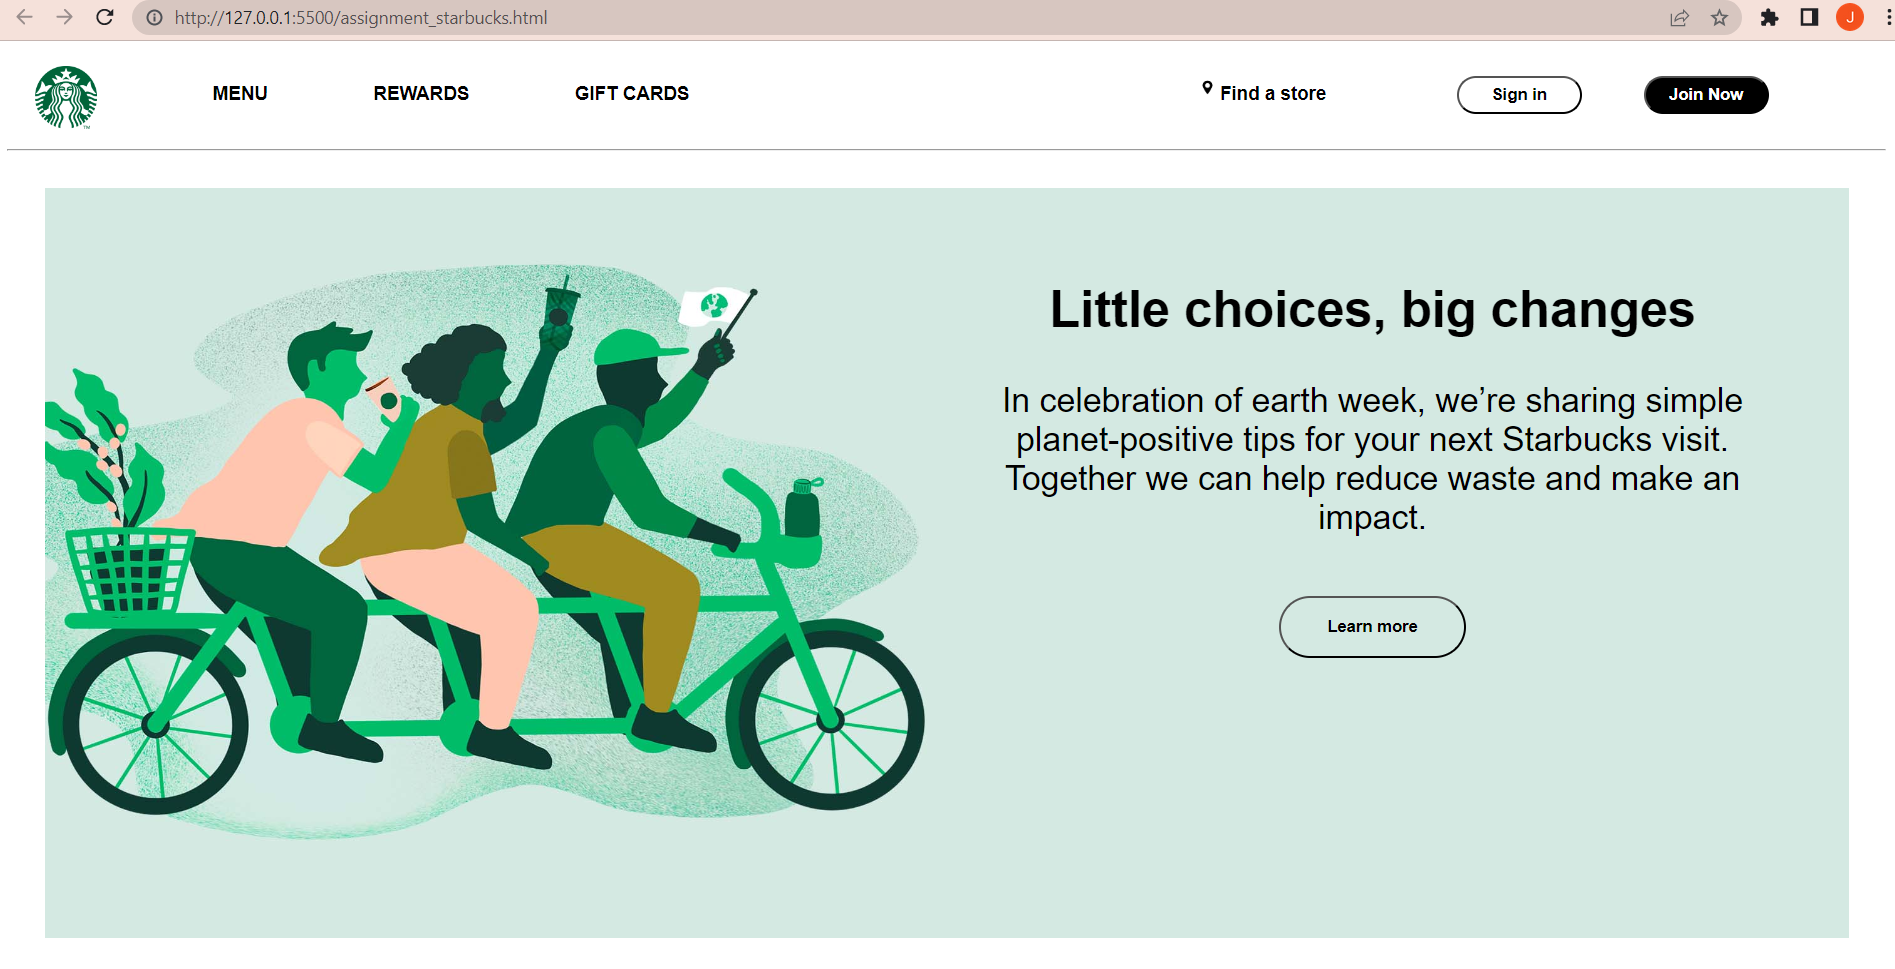 http://127.0.0.1:5500/assignment_starbucks.html
J
MENU REWARDS GIFT CARDS Find a store Sign in Join Now
TM
Little choices, big changes
In celebration of earth week, we’re sharing simple
planet-positive tips for your next Starbucks visit.
Together we can help reduce waste and make an
impact.
Learn more